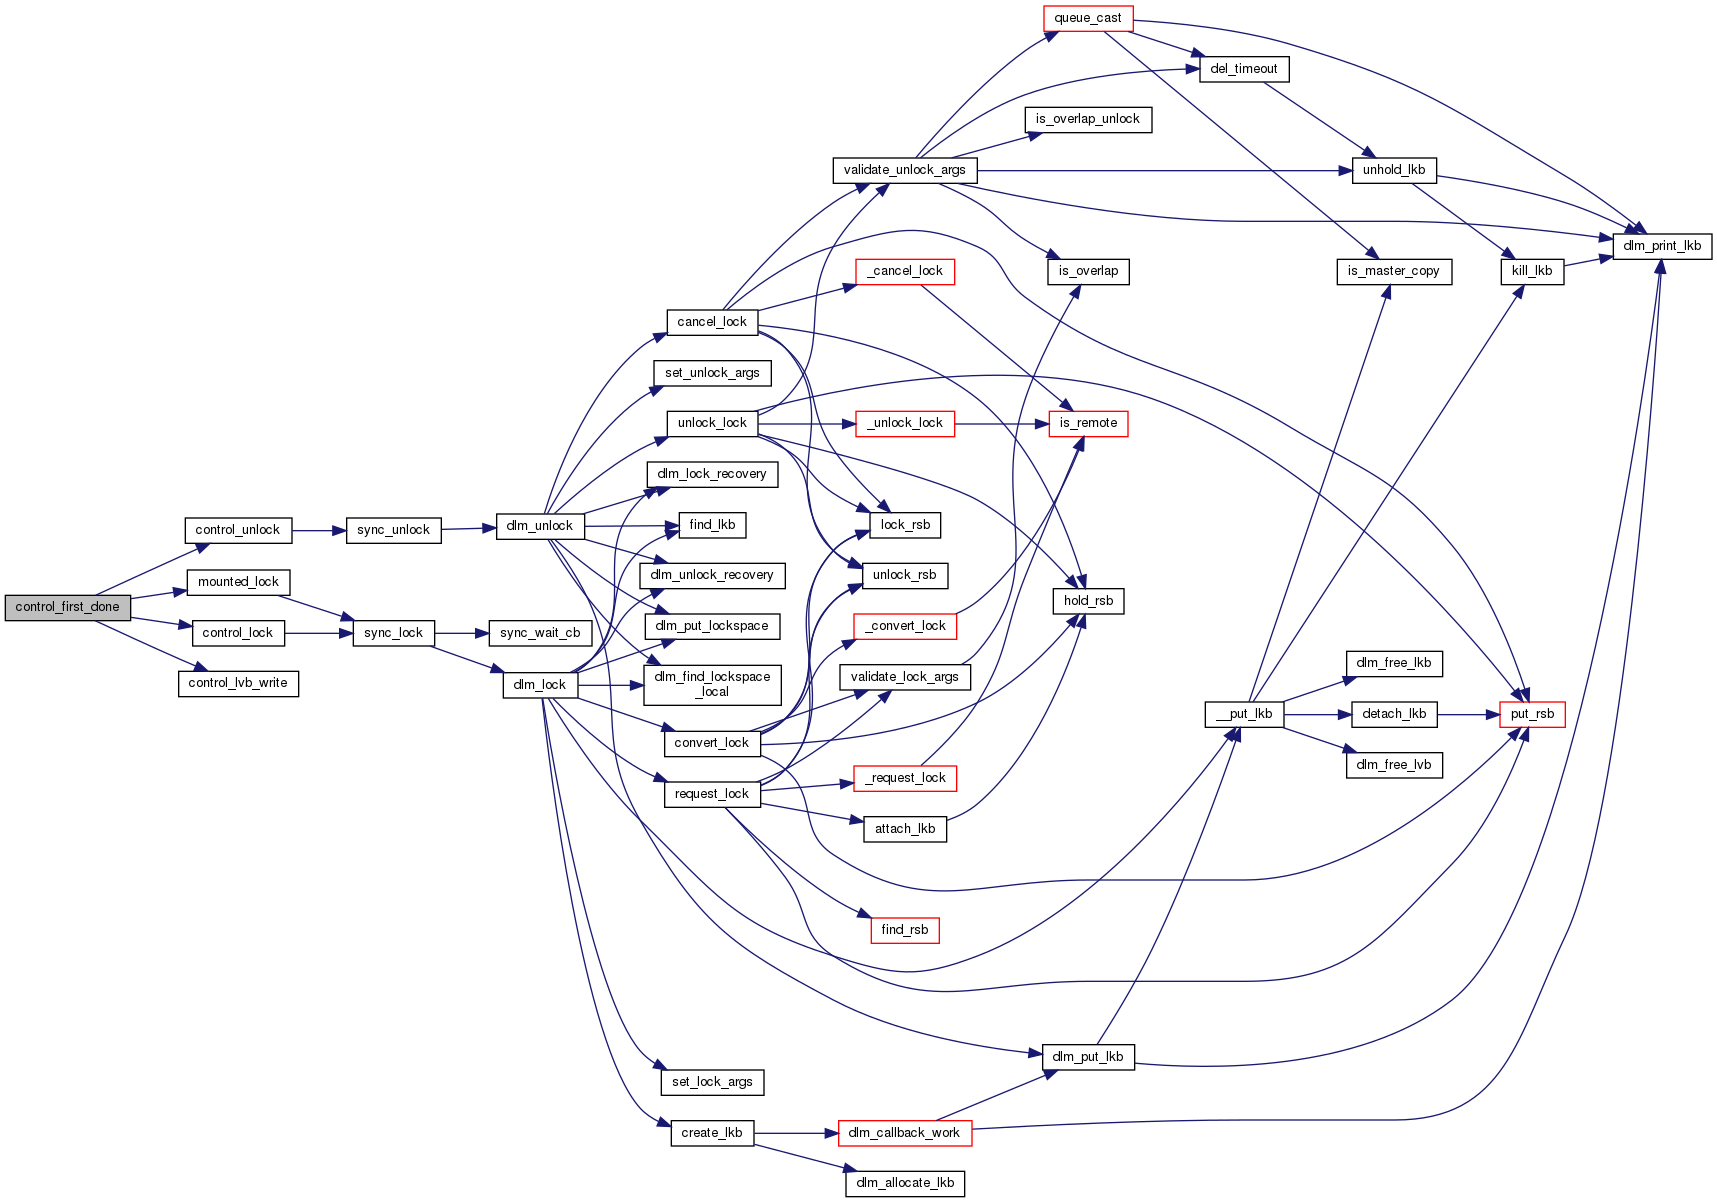 queue_cast
del_timeout
is_overlap_unlock
validate_unlock_args
unhold_lkb
dlm_print_lkb
_cancel_lock
is_overlap
is_master_copy
kill_lkb
cancel_lock
set_unlock_args
unlock_lock
_unlock_lock
is_remote
dlm_lock_recovery
control_unlock
sync_unlock
dlm_unlock
find_lkb
lock_rsb
mounted_lock
dlm_unlock_recovery
unlock_rsb
control_first_done
hold_rsb
control_lock
sync_lock
sync_wait_cb
dlm_put_lockspace
_convert_lock
control_lvb_write
dlm_lock
dlm_find_lockspace
_local
validate_lock_args
dlm_free_lkb
convert_lock
__put_lkb
detach_lkb
put_rsb
request_lock
_request_lock
dlm_free_lvb
attach_lkb
find_rsb
dlm_put_lkb
set_lock_args
create_lkb
dlm_callback_work
dlm_allocate_lkb